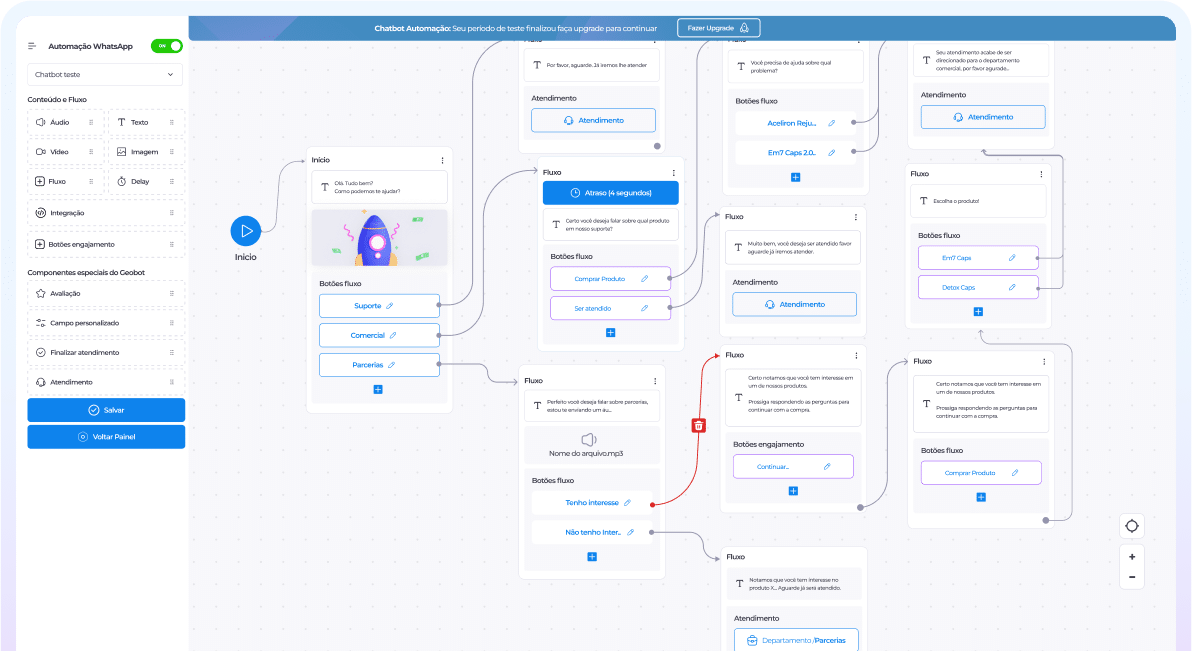 Chatbot Automação: Seu período de teste finalizou faça upgrade para continuar
Fazer Upgrade
Automação WhatsApp
ON
Chatbot teste
Conteúdo e Fluxo
Áudio
Texto
Vídeo
Imagem
Fluxo
Delay
Integração
Botões engajamento
Componentes especiais do Geobot
Avaliação
Campo personalizado
Finalizar atendimento
Atendimento
Salvar
Voltar Painel
Inicio
Início
Olá. Tudo bem?
Como podemos te ajudar?
Botões fluxo
Suporte
Comercial
Parcerias
Fluxo
Por favor, aguarde. Já iremos lhe atender
Atendimento
Atendimento
Fluxo
Atraso (4 segundos)
Certo você deseja falar sobre qual produto
em nosso suporte?
Botões fluxo
Comprar Produto
Ser atendido
Fluxo
Perfeito você deseja falar sobre parcerias,
estou te enviando um áu...
Nome do arquivo.mp3
Botões fluxo
Tenho interesse
Não tenho Inter..
Fluxo
Você precisa de ajuda sobre qual
problema?
Botões fluxo
Aceliron Reju...
Em7 Caps 2.0..
Fluxo
Muito bem, você deseja ser atendido favor
aguarde já iremos atender.
Atendimento
Atendimento
Fluxo
Certo notamos que você tem interesse em
um de nossos produtos.
Prossiga respondendo as perguntas para
continuar com a compra.
Botões engajamento
Continuar...
Fluxo
Notamos que você tem interesse no
produto X... Aguarde já será atendido.
Atendimento
Departamento /Parcerias
Seu atendimento acabe de ser
direcionado para o departamento
comercial, por favor aguarde...
Atendimento
Atendimento
Fluxo
Escolha o produto!
Botões fluxo
Em7 Caps
Detox Caps
Fluxo
Certo notamos que você tem interesse em
um de nossos produtos.
Prossiga respondendo as perguntas para
continuar com a compra.
Botões fluxo
Comprar Produto